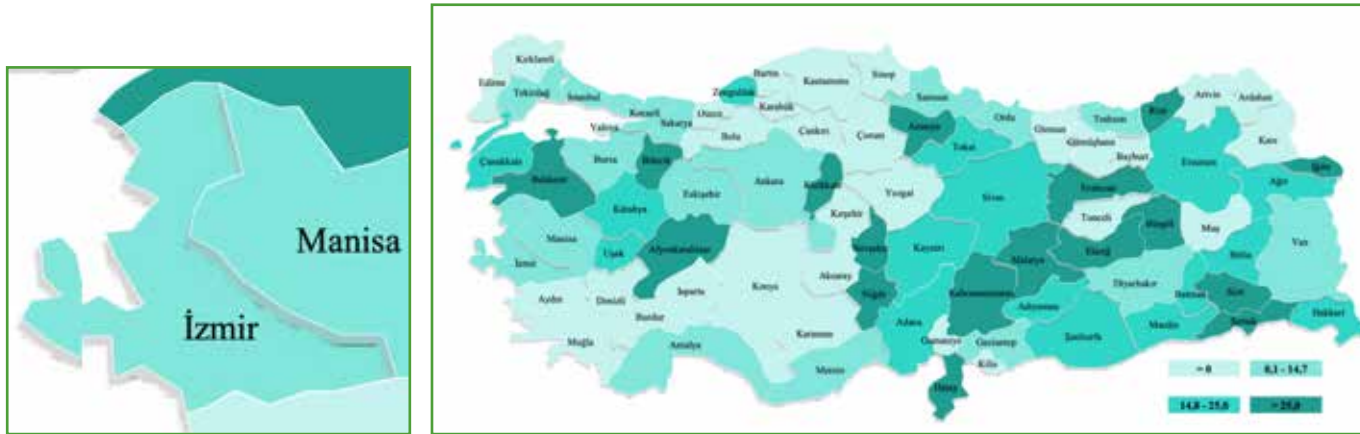 Manisa
İzmir
Kırklareli
Edirne
Tekirdağ
İstanbul
Kocaeli
Yalova
Sakarya
Düzce
Zonguldak
Bartın
Karabük
Kastamonu
Sinop
Samsun
Bolu
Çankırı
Çorum
Amasya
Ordu
Tokat
Giresun
Trabzon
Gümüşhane
Bayburt
Rize
Artvin
Ardahan
Kars
Erzurum
Iğdır
Ağrı
Çanakkale
Balıkesir
Bursa
Bilecik
Eskişehir
Ankara
Kırıkkale
Yozgat
Sivas
Erzincan
Tunceli
Bingöl
Muş
Van
Kütahya
Manisa
İzmir
Uşak
Afyonkarahisar
Kırşehir
Nevşehir
Kayseri
Malatya
Elazığ
Bitlis
Aydın
Denizli
Isparta
Burdur
Konya
Aksaray
Niğde
Kahramanmaraş
Adıyaman
Diyarbakır
Batman
Siirt
Şırnak
Hakkari
Muğla
Antalya
Karaman
Mersin
Adana
Osmaniye
Gaziantep
Kilis
Şanlıurfa
Mardin
Hatay
= 0
0,1 - 14,7
14,8 - 25,0